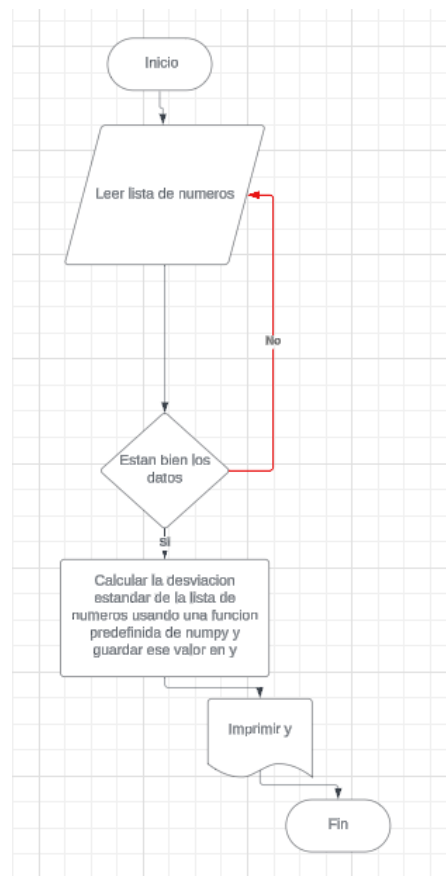 Inicio
Leer lista de numeros
No
Estan bien los
datos
Si
Calcular la desviacion
estandar de la lista de
numeros usando una funcion
predefinida de numpy y
guardar ese valor en y
Imprimir y
Fin